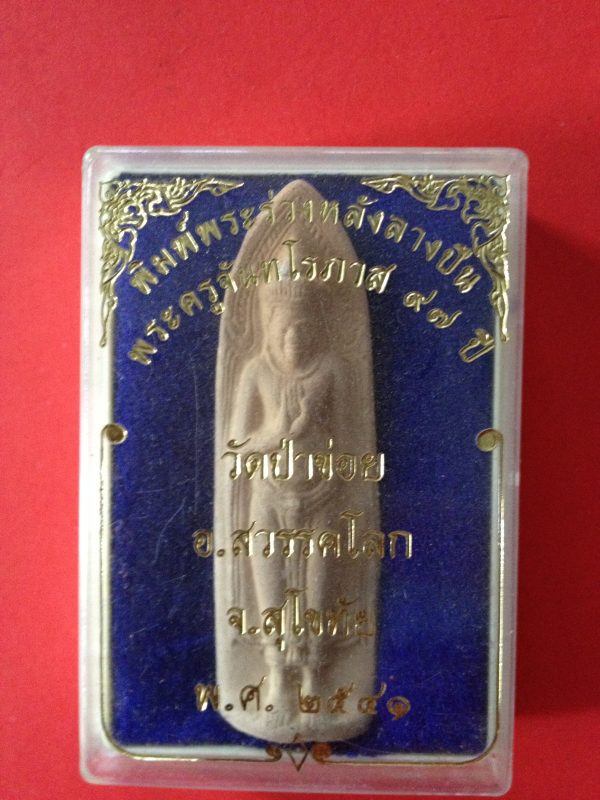 พิมพ์พระร่วงหลังลางปืน
พระครูจันทโรภาส ๙๗ ปี
วัดป่าข่อย
อ.สวรรคโลก
จ.สุโขทัย
พ.ศ. ๒๕๔๑